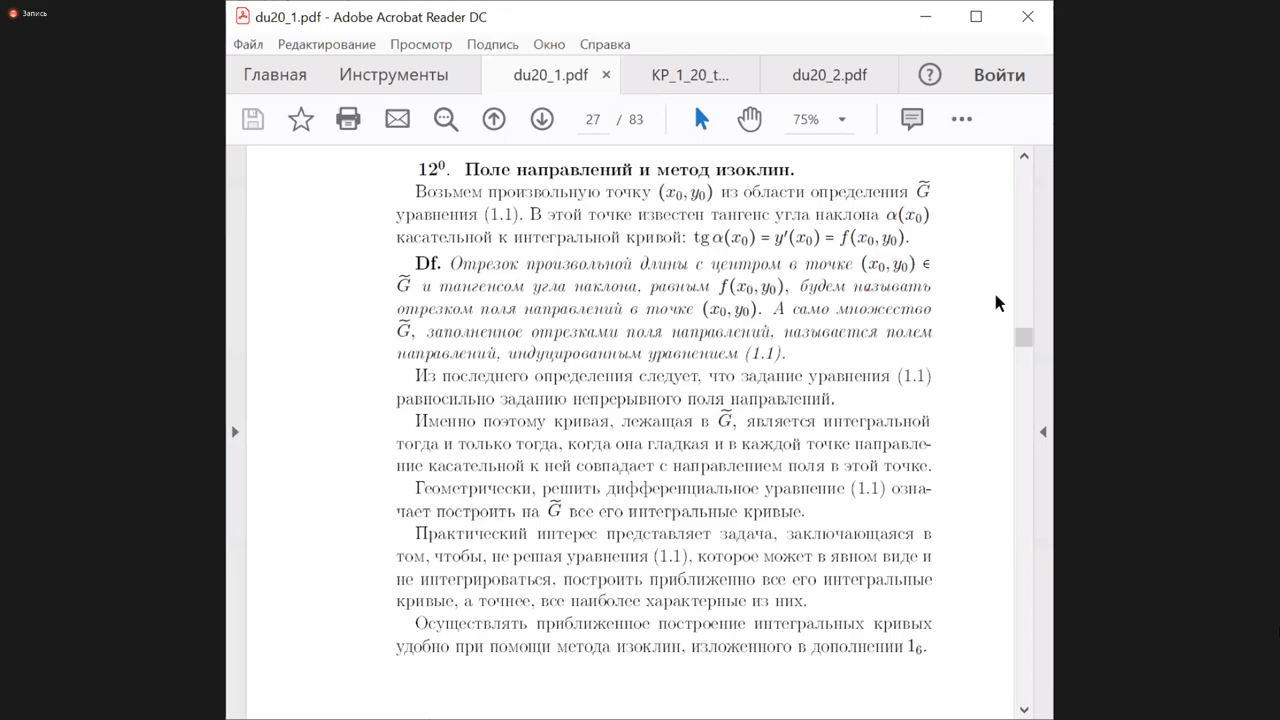 Запись
du20_1.pdf - Adobe Acrobat Reader DC
Файл Редактирование Просмотр Подпись Окно Справка
Главная Инструменты du20_1.pdf × KP_1_20_t... du20_2.pdf ? Войти
27 / 83 75%
12⁰. Поле направлений и метод изоклин.
Возьмем произвольную точку (x₀, y₀) из области определения G̃
уравнения (1.1). В этой точке известен тангенс угла наклона α(x₀)
касательной к интегральной кривой: tg α(x₀) = y′(x₀) = f(x₀, y₀).
Df. Отрезок произвольной длины с центром в точке (x₀, y₀) ∈
G̃ и тангенсом угла наклона, равным f(x₀, y₀), будем называть
отрезком поля направлений в точке (x₀, y₀). А само множество
G̃, заполненное отрезками поля направлений, называется полем
направлений, индуцированным уравнением (1.1).
Из последнего определения следует, что задание уравнения (1.1)
равносильно заданию непрерывного поля направлений.
Именно поэтому кривая, лежащая в G̃, является интегральной
тогда и только тогда, когда она гладкая и в каждой точке направле-
ние касательной к ней совпадает с направлением поля в этой точке.
Геометрически, решить дифференциальное уравнение (1.1) озна-
чает построить на G̃ все его интегральные кривые.
Практический интерес представляет задача, заключающаяся в
том, чтобы, не решая уравнения (1.1), которое может в явном виде и
не интегрироваться, построить приближенно все его интегральные
кривые, а точнее, все наиболее характерные из них.
Осуществлять приближенное построение интегральных кривых
удобно при помощи метода изоклин, изложенного в дополнении 1₆.